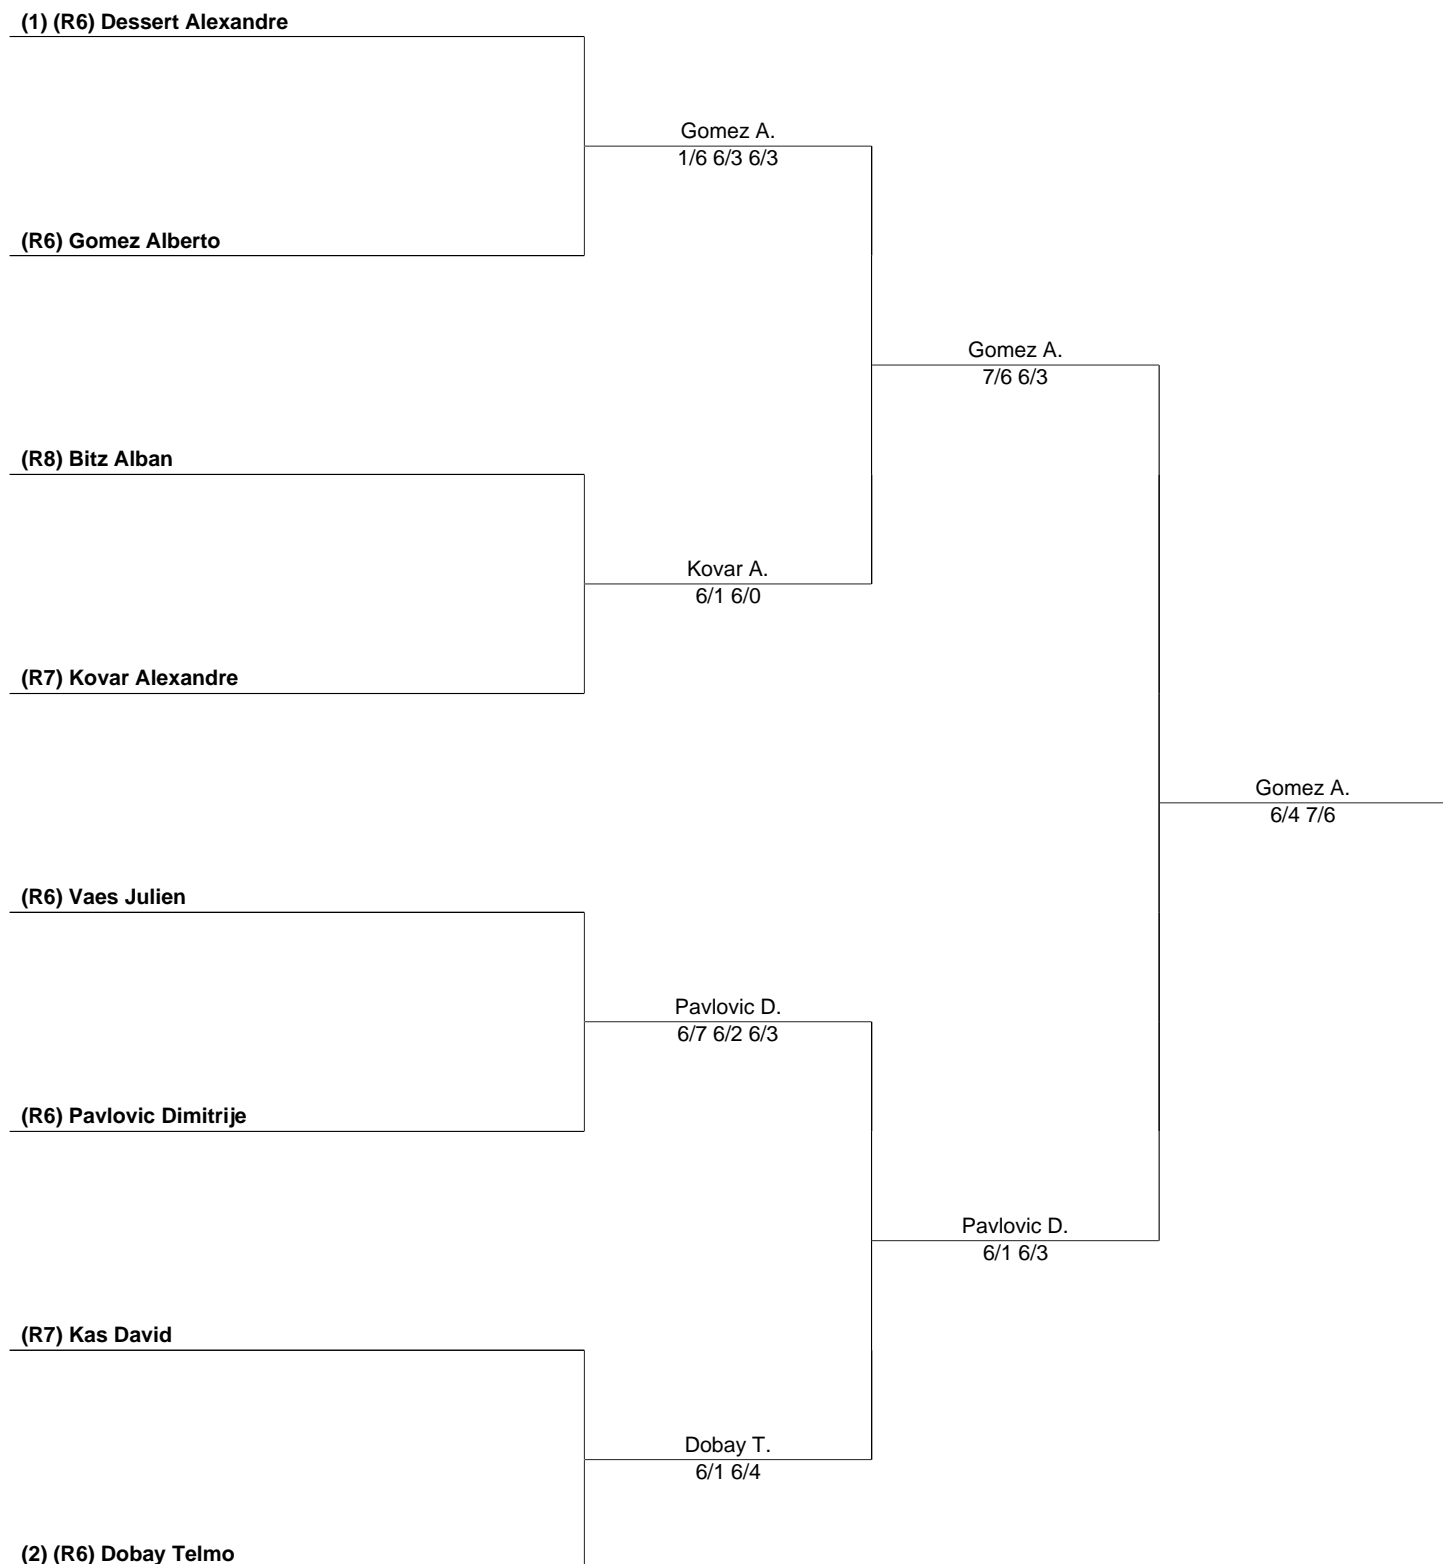 (1) (R6) Dessert Alexandre
Gomez A.
1/6 6/3 6/3
(R6) Gomez Alberto
Gomez A.
7/6 6/3
(R8) Bitz Alban
Kovar A.
6/1 6/0
(R7) Kovar Alexandre
Gomez A.
6/4 7/6
(R6) Vaes Julien
Pavlovic D.
6/7 6/2 6/3
(R6) Pavlovic Dimitrije
Pavlovic D.
6/1 6/3
(R7) Kas David
Dobay T.
6/1 6/4
(2) (R6) Dobay Telmo